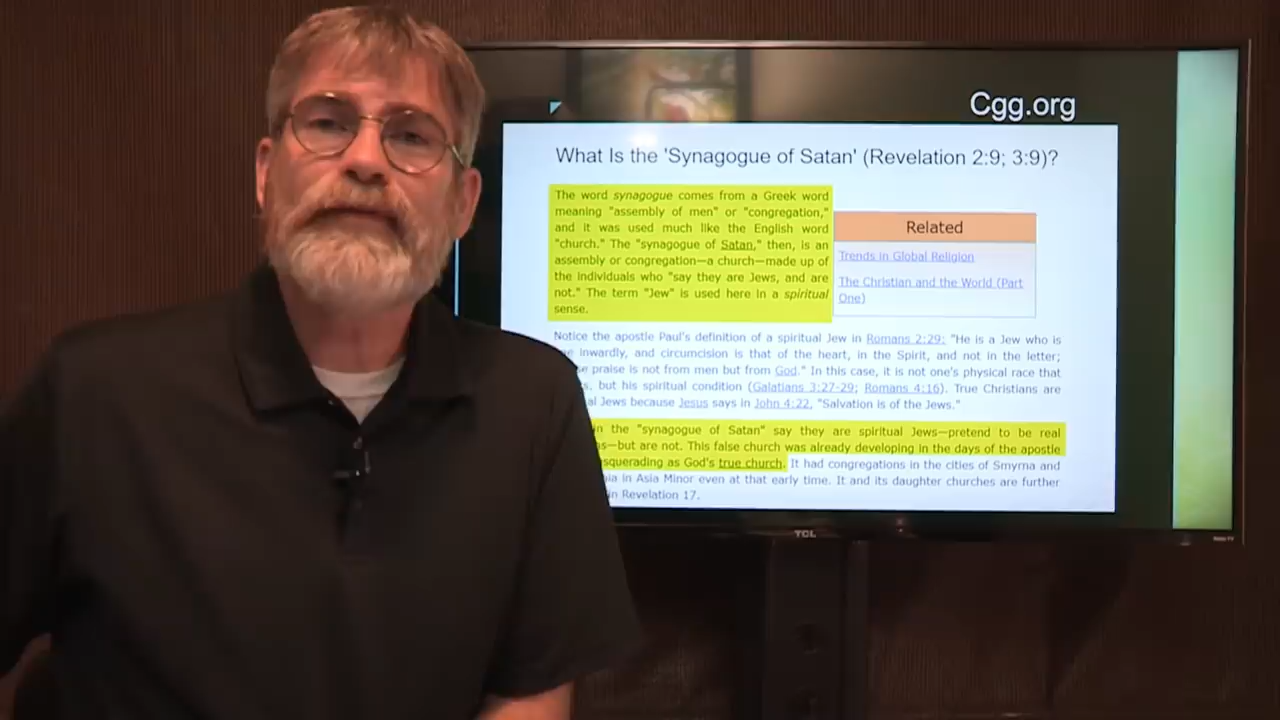 Cgg.org
What Is the 'Synagogue of Satan' (Revelation 2:9; 3:9)?
The word synagogue comes from a Greek word
meaning "assembly of men" or "congregation,"
and it was used much like the English word
"church." The "synagogue of Satan," then, is an
assembly or congregation—a church—made up of
the individuals who "say they are Jews, and are
not." The term "Jew" is used here in a spiritual
sense.
Related
Trends in Global Religion
The Christian and the World (Part
One)
Notice the apostle Paul's definition of a spiritual Jew in Romans 2:29: "He is a Jew who is
inwardly, and circumcision is that of the heart, in the Spirit, and not in the letter;
praise is not from men but from God." In this case, it is not one's physical race that
but his spiritual condition (Galatians 3:27-29; Romans 4:16). True Christians are
Jews because Jesus says in John 4:22, "Salvation is of the Jews."
the "synagogue of Satan" say they are spiritual Jews—pretend to be real
—but are not. This false church was already developing in the days of the apostle
as God's true church. It had congregations in the cities of Smyrna and
in Asia Minor even at that early time. It and its daughter churches are further
in Revelation 17.
TCL
Roku TV